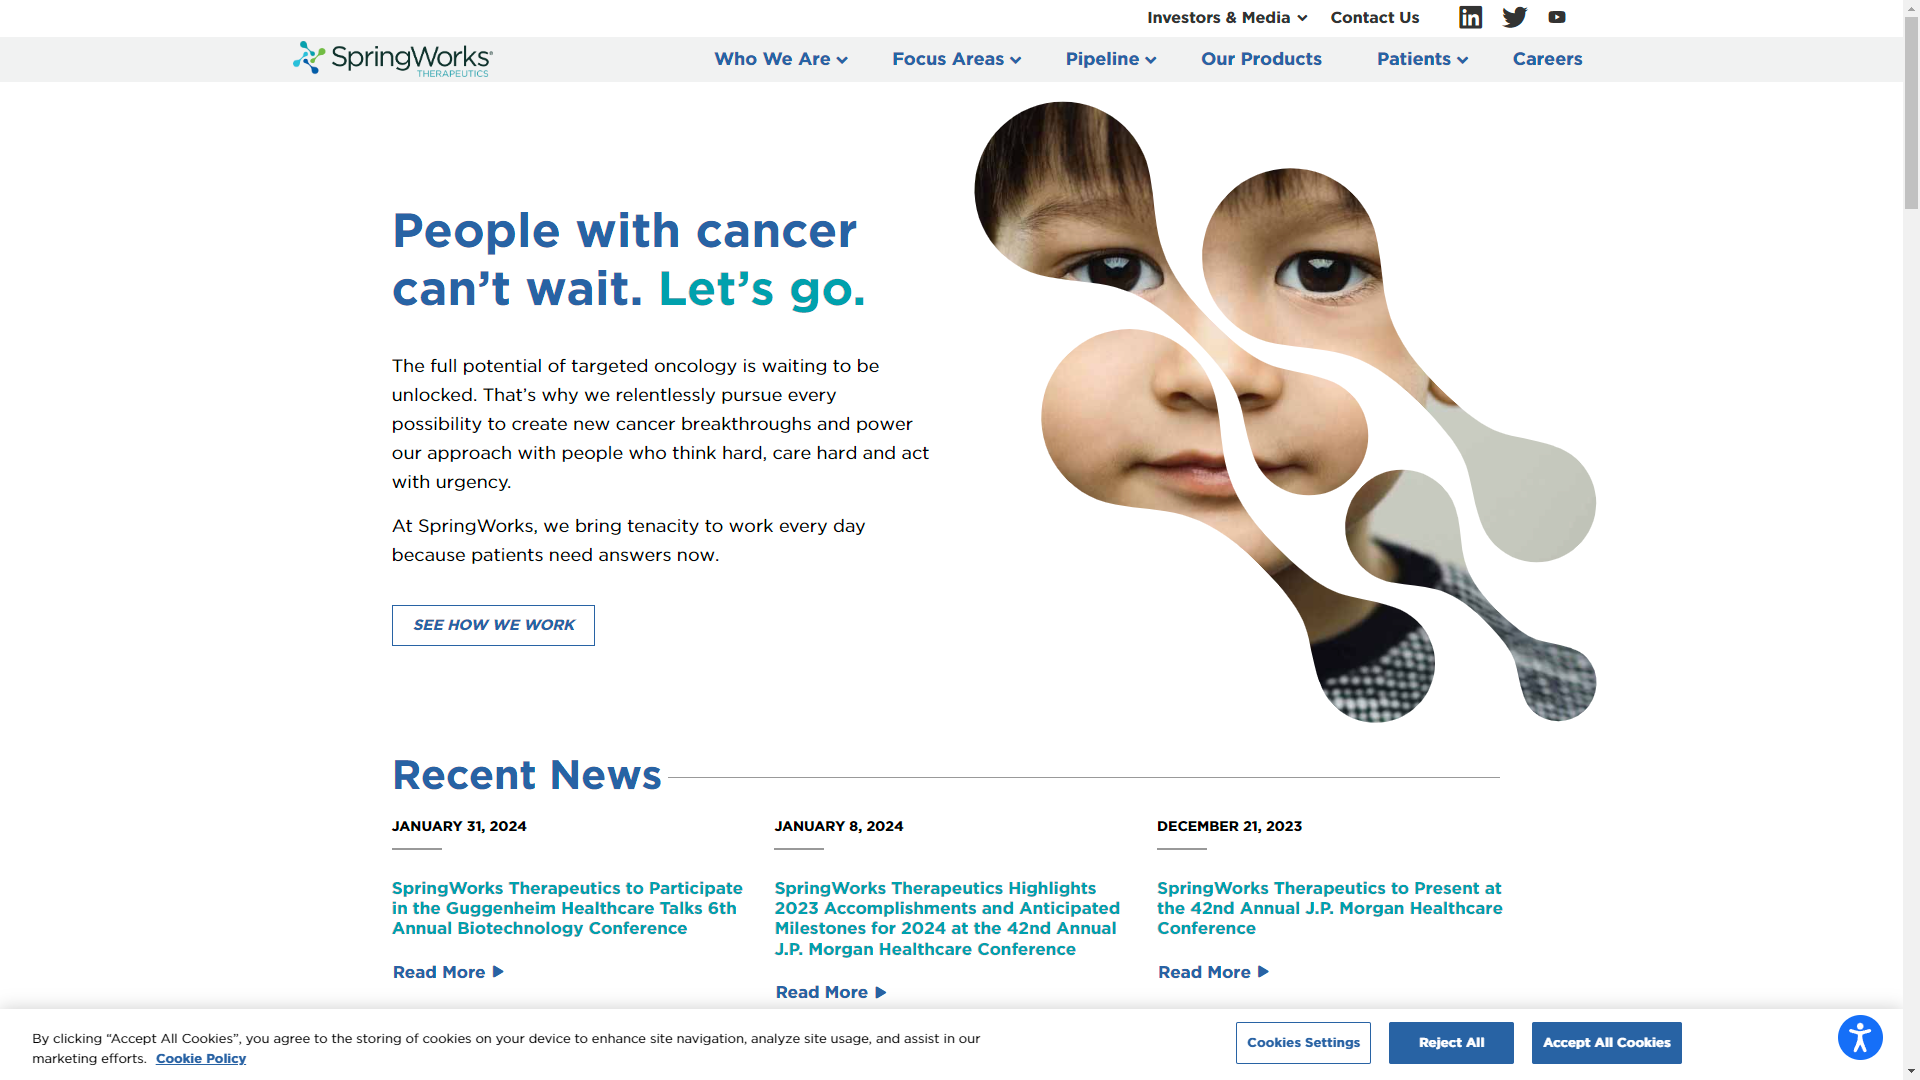 Investors & Media
Contact Us
SpringWorks
THERAPEUTICS
Who We Are
Focus Areas
Pipeline
Our Products
Patients
Careers
People with cancer
can’t wait. Let’s go.
The full potential of targeted oncology is waiting to be
unlocked. That’s why we relentlessly pursue every
possibility to create new cancer breakthroughs and power
our approach with people who think hard, care hard and act
with urgency.
At SpringWorks, we bring tenacity to work every day
because patients need answers now.
SEE HOW WE WORK
Recent News
JANUARY 31, 2024
SpringWorks Therapeutics to Participate
in the Guggenheim Healthcare Talks 6th
Annual Biotechnology Conference
Read More
JANUARY 8, 2024
SpringWorks Therapeutics Highlights
2023 Accomplishments and Anticipated
Milestones for 2024 at the 42nd Annual
J.P. Morgan Healthcare Conference
Read More
DECEMBER 21, 2023
SpringWorks Therapeutics to Present at
the 42nd Annual J.P. Morgan Healthcare
Conference
Read More
By clicking “Accept All Cookies”, you agree to the storing of cookies on your device to enhance site navigation, analyze site usage, and assist in our
marketing efforts. Cookie Policy
Cookies Settings
Reject All
Accept All Cookies